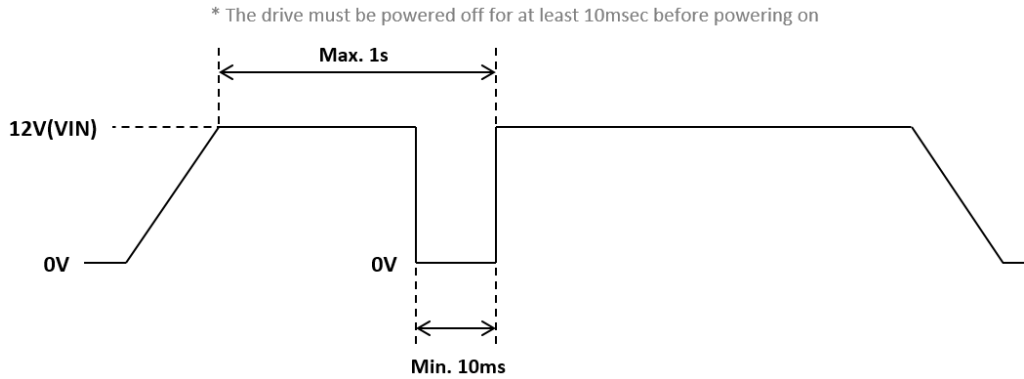 * The drive must be powered off for at least 10msec before powering on
Max. 1s
12V(VIN)
0V
0V
Min. 10ms